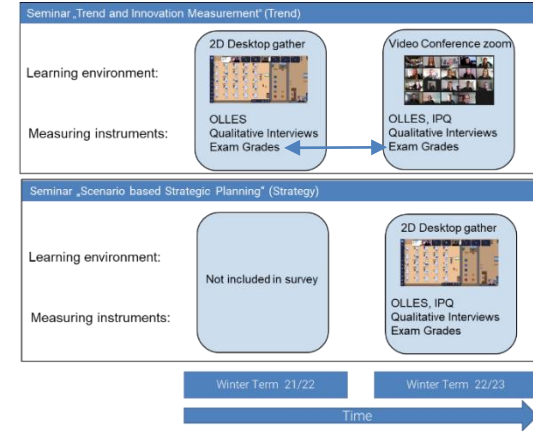 Seminar „Trend and Innovation Measurement“ (Trend)
2D Desktop gather
Video Conference zoom
Learning environment:
Measuring instruments:
OLLES
Qualitative Interviews
Exam Grades
OLLES, IPQ
Qualitative Interviews
Exam Grades
Seminar „Scenario based Strategic Planning“ (Strategy)
2D Desktop gather
Learning environment:
Not included in survey
Measuring instruments:
OLLES, IPQ
Qualitative Interviews
Exam Grades
Winter Term 21/22
Winter Term 22/23
Time